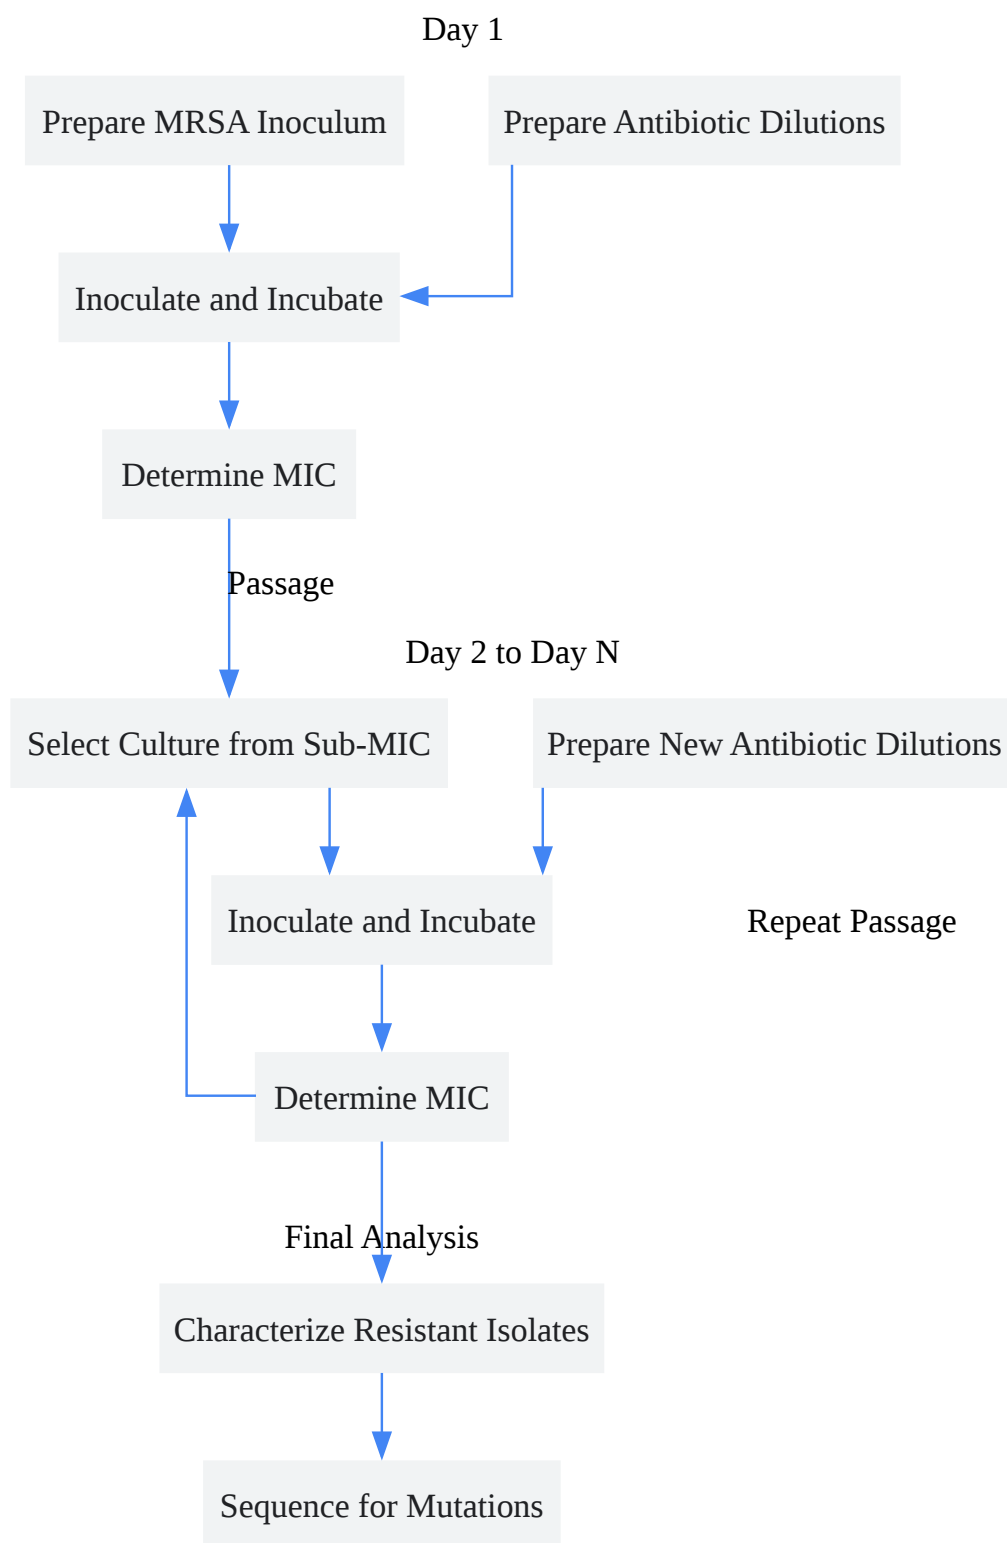 Day 1
Prepare MRSA Inoculum
Prepare Antibiotic Dilutions
Inoculate and Incubate
Determine MIC
Passage
Day 2 to Day N
Select Culture from Sub-MIC
Prepare New Antibiotic Dilutions
Inoculate and Incubate
Repeat Passage
Determine MIC
Final Analysis
Characterize Resistant Isolates
Sequence for Mutations